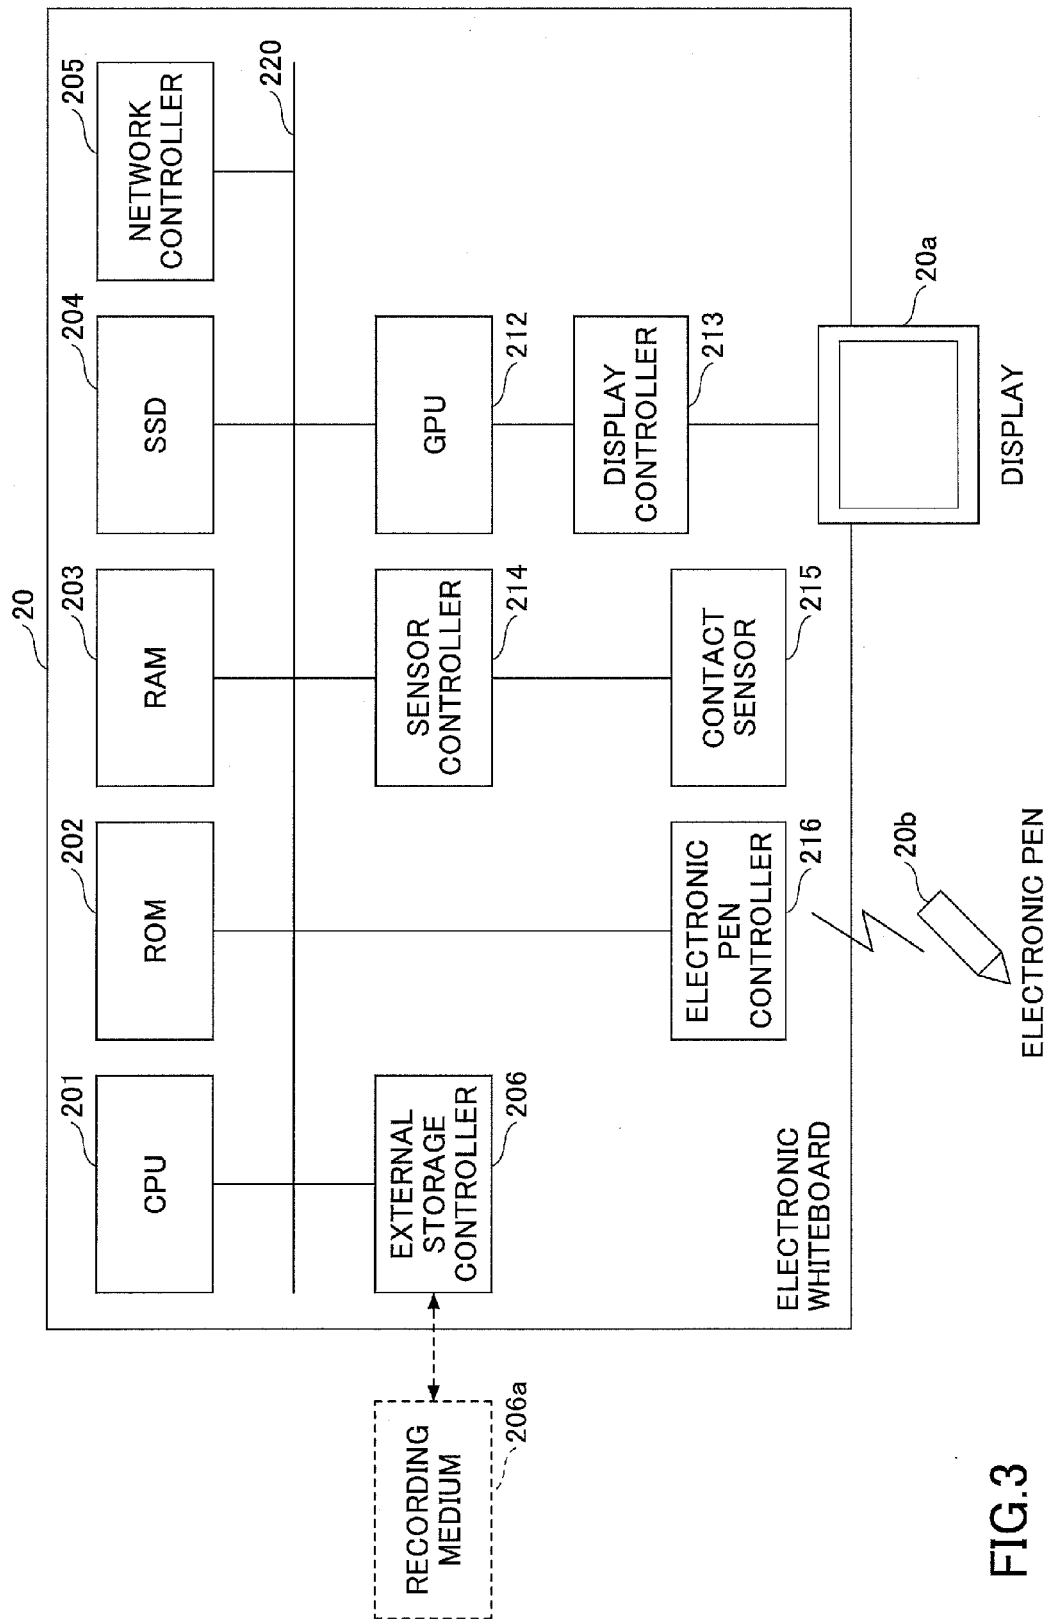 FIG.3
20
201
CPU
202
ROM
203
RAM
204
SSD
205
NETWORK
CONTROLLER
220
RECORDING
MEDIUM
206a
EXTERNAL
STORAGE
CONTROLLER
206
SENSOR
CONTROLLER
214
GPU
212
DISPLAY
CONTROLLER
213
ELECTRONIC
PEN
CONTROLLER
216
CONTACT
SENSOR
215
ELECTRONIC
WHITEBOARD
20b
ELECTRONIC PEN
20a
DISPLAY